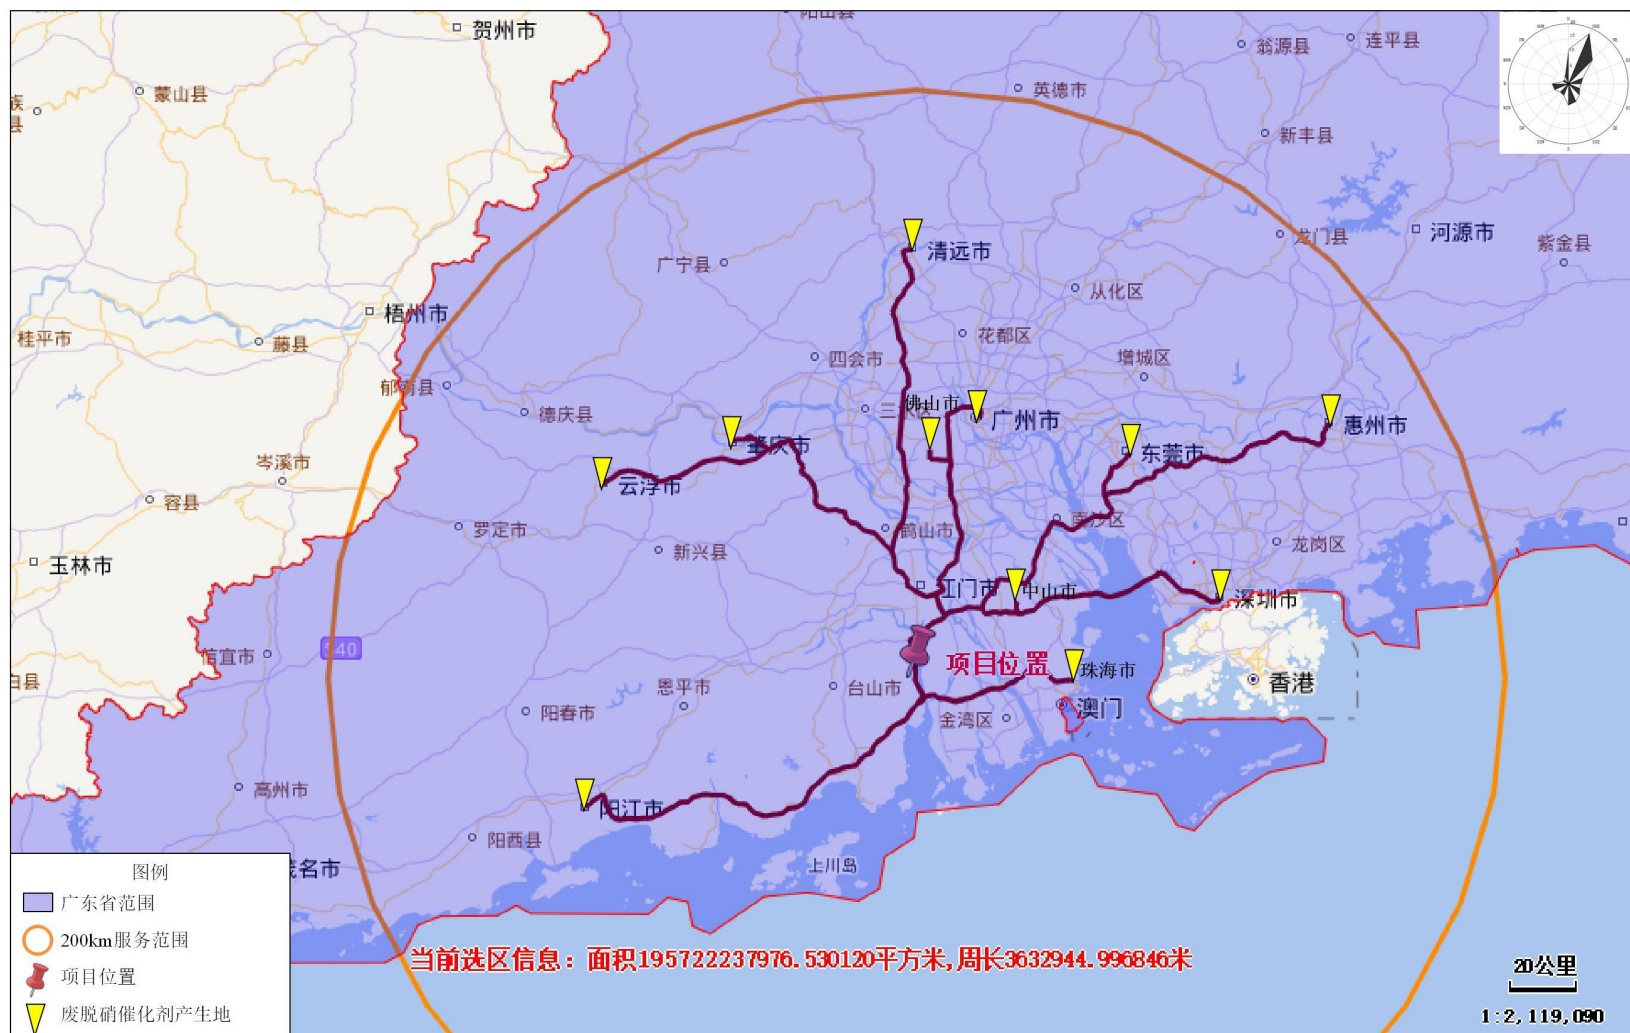 贺州市
阳山县
翁源县
连平县
蒙山县
英德市
族
县
新丰县
清远市
龙门县
河源市
紫金县
广宁县
从化区
梧州市
桂平市
藤县
花都区
四会市
增城区
郁南县
德庆县
三水区
佛山市
广州市
惠州市
肇庆市
东莞市
岑溪市
云浮市
容县
罗定市
新兴县
鹤山市
南沙区
龙岗区
玉林市
江门市
中山市
深圳市
S40
信宜市
项目位置
珠海市
白县
恩平市
台山市
香港
阳春市
金湾区
澳门
高州市
阳江市
阳西县
茂名市
上川岛
图例
广东省范围
200km服务范围
项目位置
废脱硝催化剂产生地
当前选区信息：面积195722237976.530120平方米,周长3632944.996846米
20公里
1:2,119,090